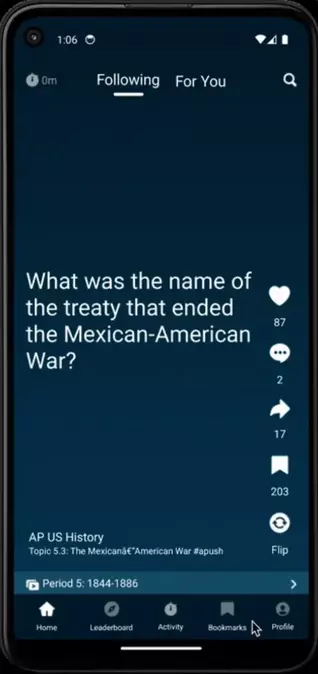 1:06
0m Following For You
What was the name of
the treaty that ended
the Mexican-American
War?
87
2
17
203
Flip
AP US History
Topic 5.3: The Mexicanâ€“American War #apush
Period 5: 1844-1886
Home Leaderboard Activity Bookmarks Profile